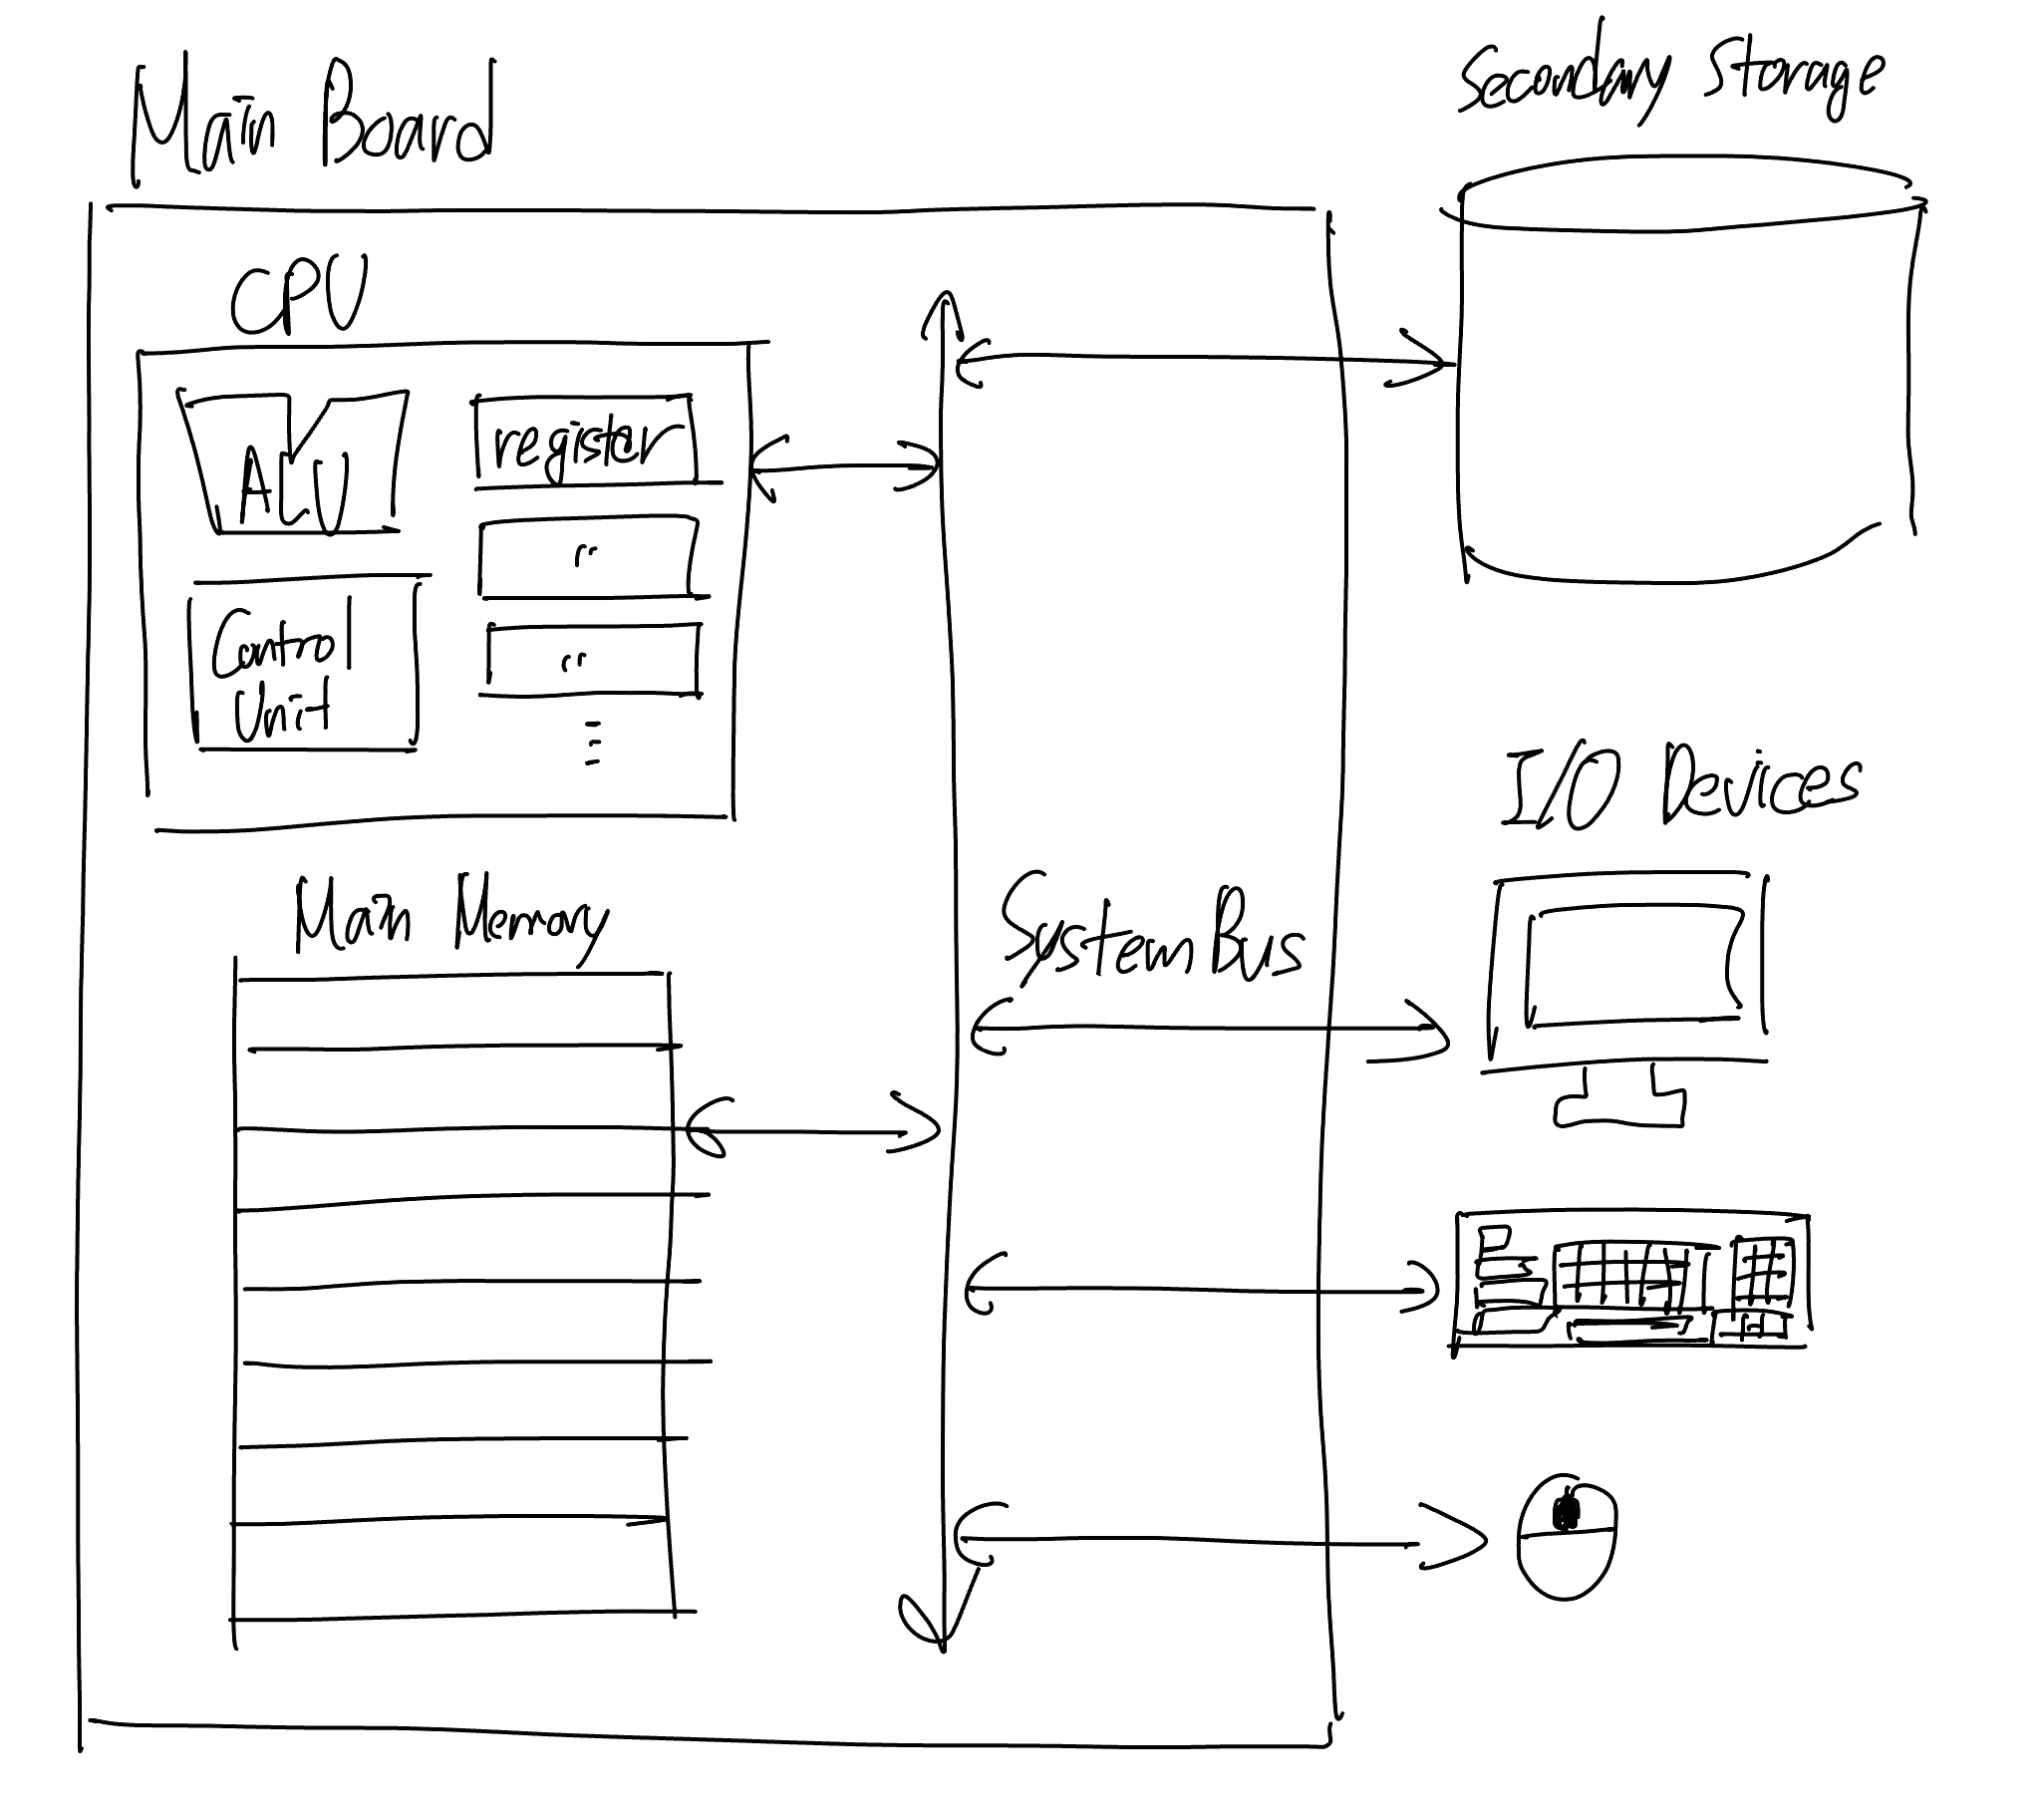 Main Board
Secondary Storage
CPU
ALU
register
"
"
Control
Unit
I/O Devices
Main Memory
System Bus